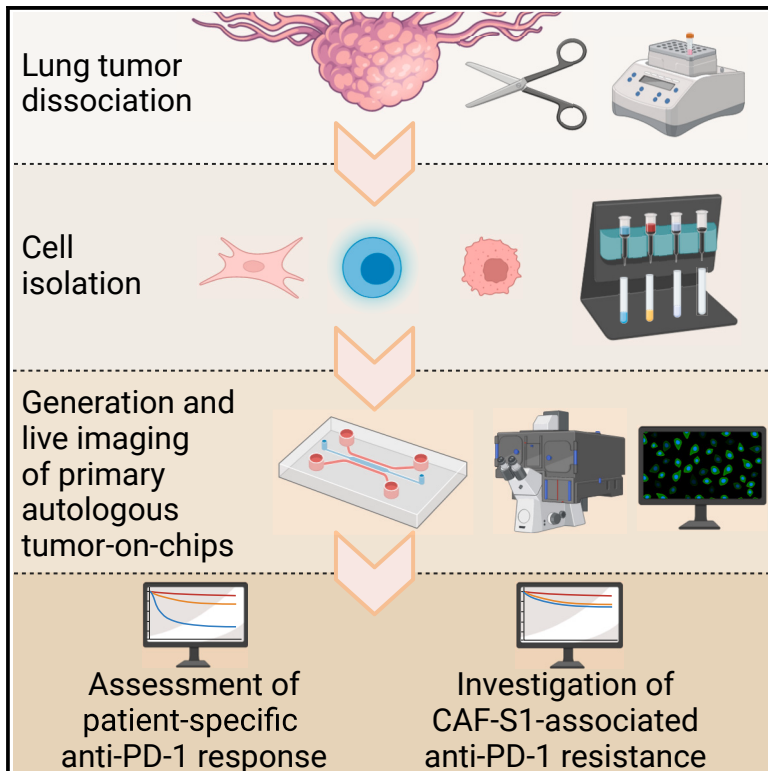 Lung tumor
dissociation
Cell
isolation
Generation and
live imaging
of primary
autologous
tumor-on-chips
Assessment of
patient-specific
anti-PD-1 response
Investigation of
CAF-S1-associated
anti-PD-1 resistance